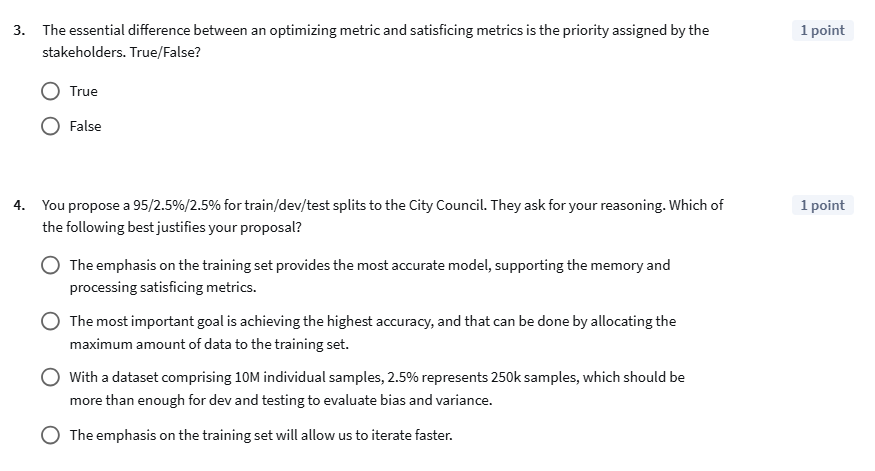 3. The essential difference between an optimizing metric and satisficing metrics is the priority assigned by the 1 point
stakeholders. True/False?
True
False
4. You propose a 95/2.5%/2.5% for train/dev/test splits to the City Council. They ask for your reasoning. Which of 1 point
the following best justifies your proposal?
The emphasis on the training set provides the most accurate model, supporting the memory and
processing satisficing metrics.
The most important goal is achieving the highest accuracy, and that can be done by allocating the
maximum amount of data to the training set.
With a dataset comprising 10M individual samples, 2.5% represents 250k samples, which should be
more than enough for dev and testing to evaluate bias and variance.
The emphasis on the training set will allow us to iterate faster.